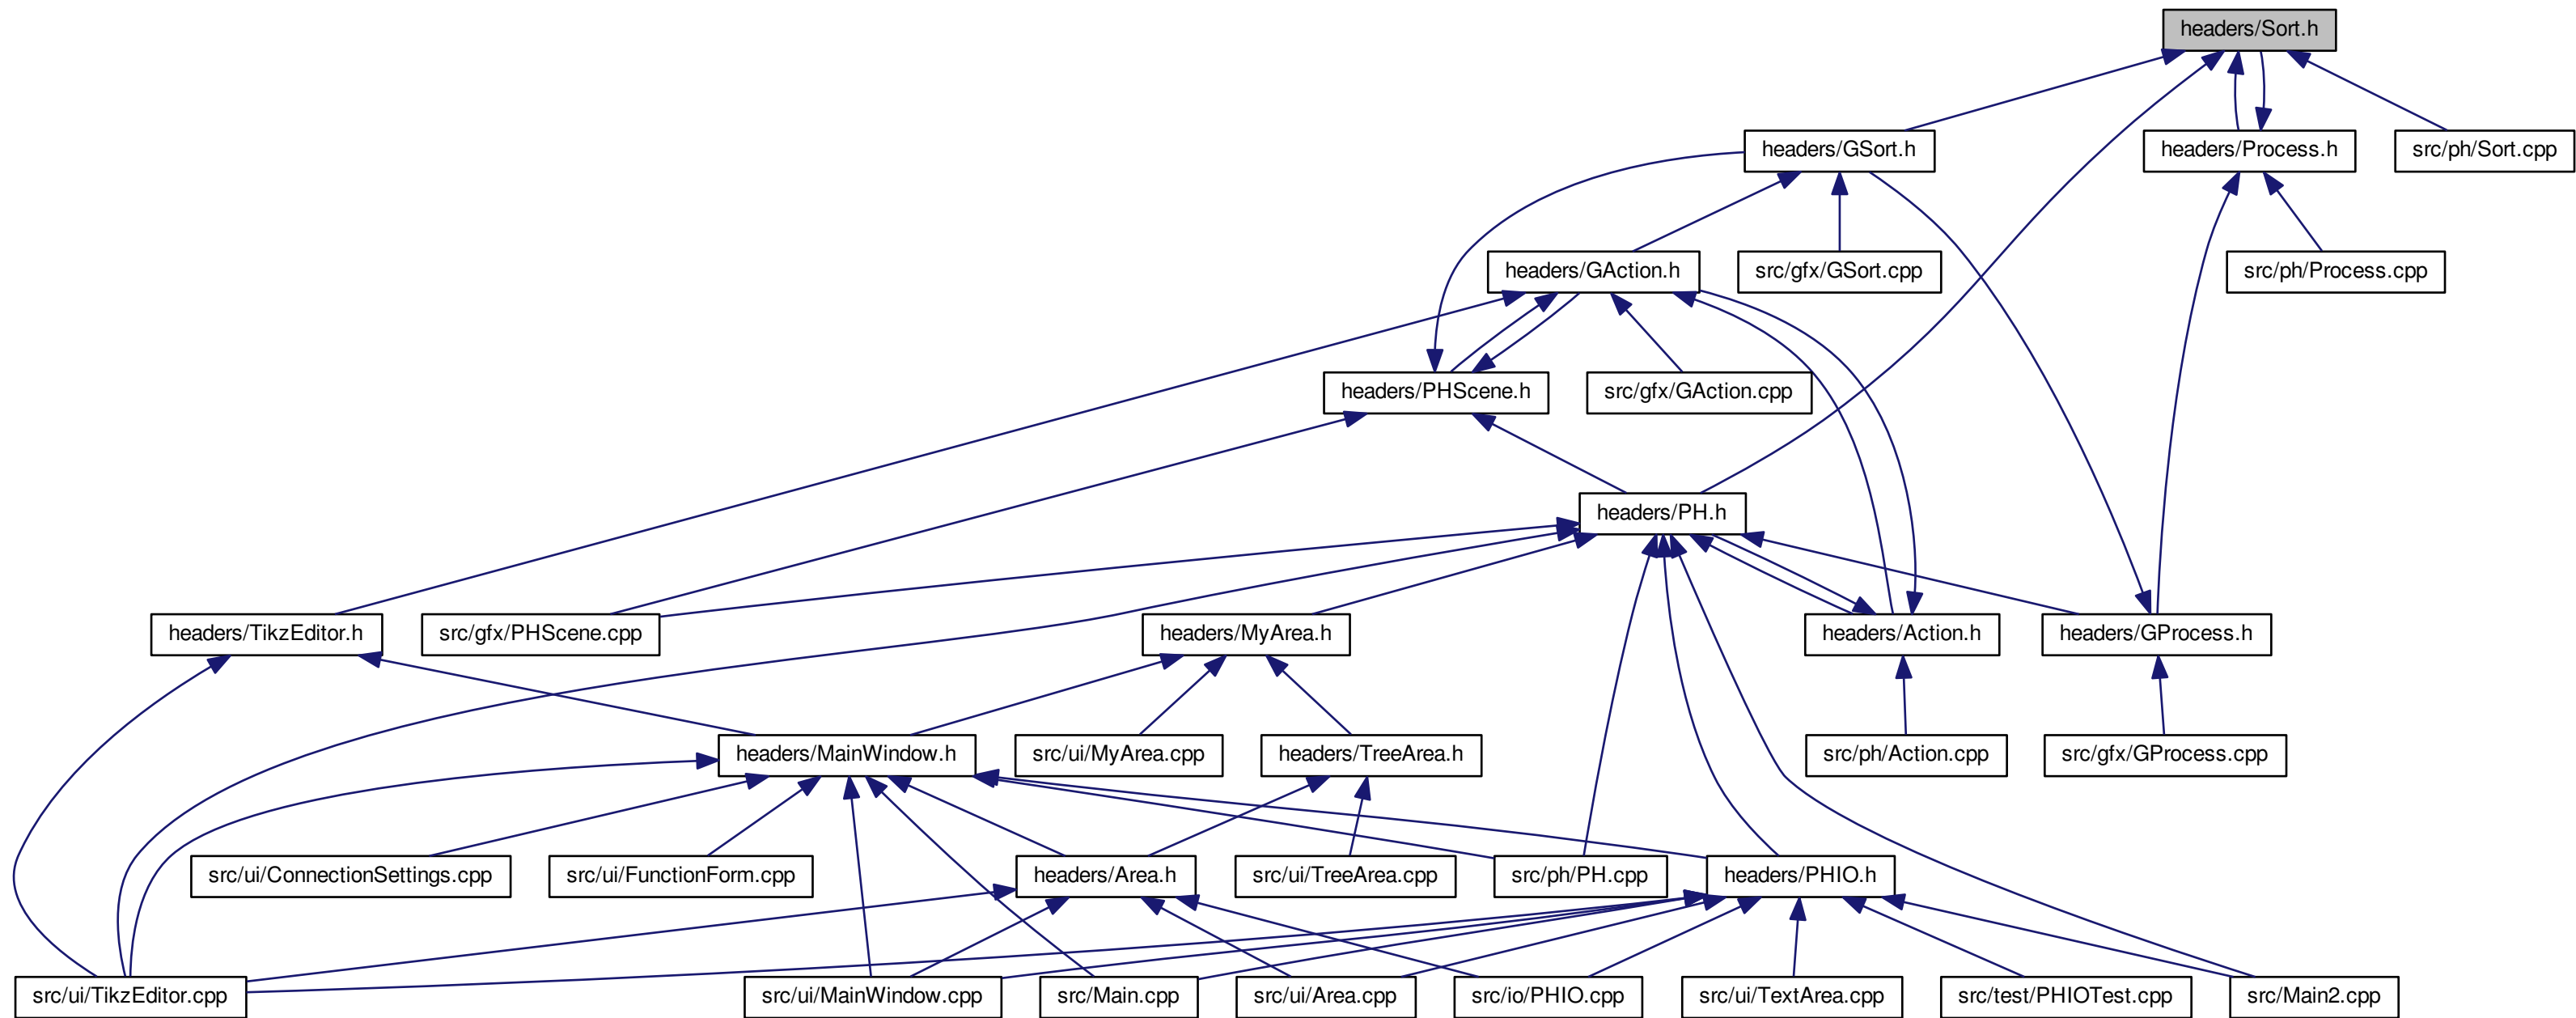 headers/Sort.h
headers/GSort.h
headers/Process.h
src/ph/Sort.cpp
headers/GAction.h
src/gfx/GSort.cpp
src/ph/Process.cpp
headers/PHScene.h
src/gfx/GAction.cpp
headers/PH.h
headers/TikzEditor.h
src/gfx/PHScene.cpp
headers/MyArea.h
headers/Action.h
headers/GProcess.h
headers/MainWindow.h
src/ui/MyArea.cpp
headers/TreeArea.h
src/ph/Action.cpp
src/gfx/GProcess.cpp
src/ui/ConnectionSettings.cpp
src/ui/FunctionForm.cpp
headers/Area.h
src/ui/TreeArea.cpp
src/ph/PH.cpp
headers/PHIO.h
src/ui/TikzEditor.cpp
src/ui/MainWindow.cpp
src/Main.cpp
src/ui/Area.cpp
src/io/PHIO.cpp
src/ui/TextArea.cpp
src/test/PHIOTest.cpp
src/Main2.cpp